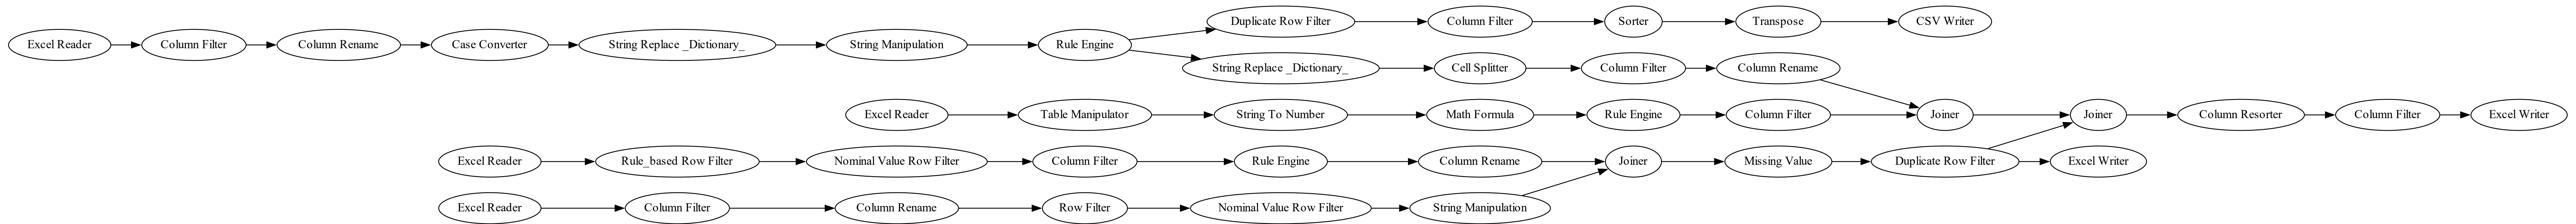 Excel Reader
Column Filter
Column Rename
Case Converter
String Replace _Dictionary_
String Manipulation
Rule Engine
Duplicate Row Filter
Column Filter
Sorter
Transpose
CSV Writer
String Replace _Dictionary_
Cell Splitter
Column Filter
Column Rename
Excel Reader
Table Manipulator
String To Number
Math Formula
Rule Engine
Column Filter
Joiner
Joiner
Column Resorter
Column Filter
Excel Writer
Excel Reader
Rule_based Row Filter
Nominal Value Row Filter
Column Filter
Rule Engine
Column Rename
Joiner
Missing Value
Duplicate Row Filter
Excel Writer
Excel Reader
Column Filter
Column Rename
Row Filter
Nominal Value Row Filter
String Manipulation